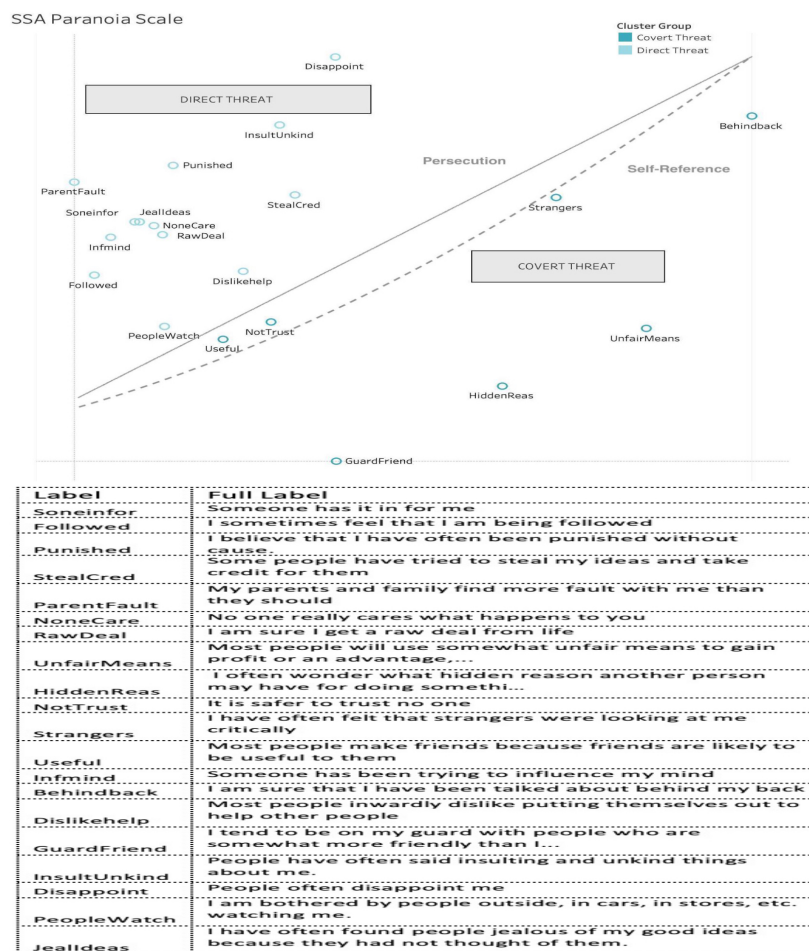 SSA Paranoia Scale
Cluster Group
Covert Threat
Direct Threat
Disappoint
DIRECT THREAT
Behindback
InsultUnkind
Persecution
Punished
Self-Reference
ParentFault
StealCred
Strangers
Soneinfor
JealIdeas
NoneCare
RawDeal
Infmind
COVERT THREAT
Followed
Dislikehelp
NotTrust
PeopleWatch
UnfairMeans
Useful
HiddenReas
GuardFriend
Label Full Label
Soneinfor Someone has it in for me
Followed I sometimes feel that I am being followed
Punished I believe that I have often been punished without
cause.
StealCred Some people have tried to steal my ideas and take
credit for them
ParentFault My parents and family find more fault with me than
they should
NoneCare No one really cares what happens to you
RawDeal I am sure I get a raw deal from life
UnfairMeans Most people will use somewhat unfair means to gain
profit or an advantage,...
HiddenReas I often wonder what hidden reason another person
may have for doing somethi...
NotTrust It is safer to trust no one
Strangers I have often felt that strangers were looking at me
critically
Useful Most people make friends because friends are likely to
be useful to them
Infmind Someone has been trying to influence my mind
Behindback I am sure that I have been talked about behind my back
Dislikehelp Most people inwardly dislike putting themselves out to
help other people
GuardFriend I tend to be on my guard with people who are
somewhat more friendly than I...
InsultUnkind People have often said insulting and unkind things
about me.
Disappoint People often disappoint me
PeopleWatch I am bothered by people outside, in cars, in stores, etc.
watching me.
JealIdeas I have often found people jealous of my good ideas
because they had not thought of them.